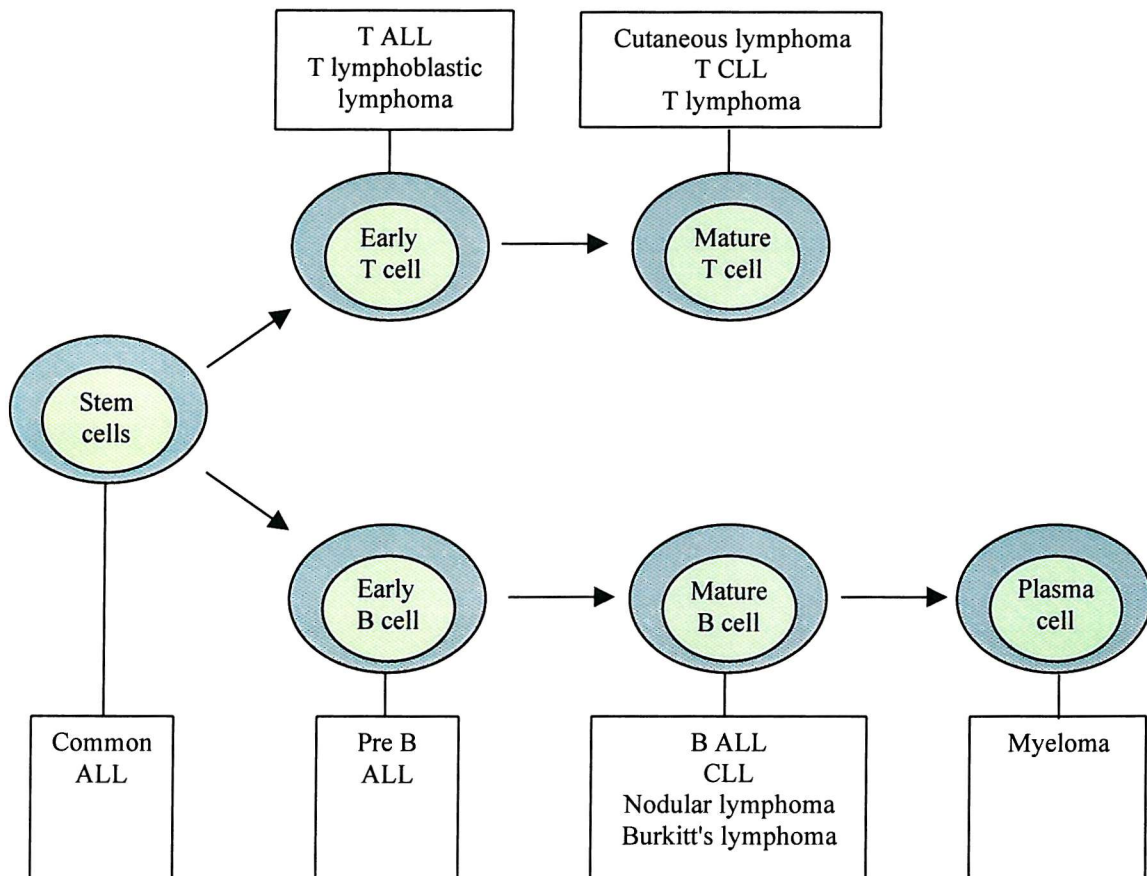 T ALL
T lymphoblastic
lymphoma
Cutaneous lymphoma
T CLL
T lymphoma
Early
T cell
Mature
T cell
Stem
cells
Early
B cell
Mature
B cell
Plasma
cell
Common
ALL
Pre B
ALL
B ALL
CLL
Nodular lymphoma
Burkitt's lymphoma
Myeloma